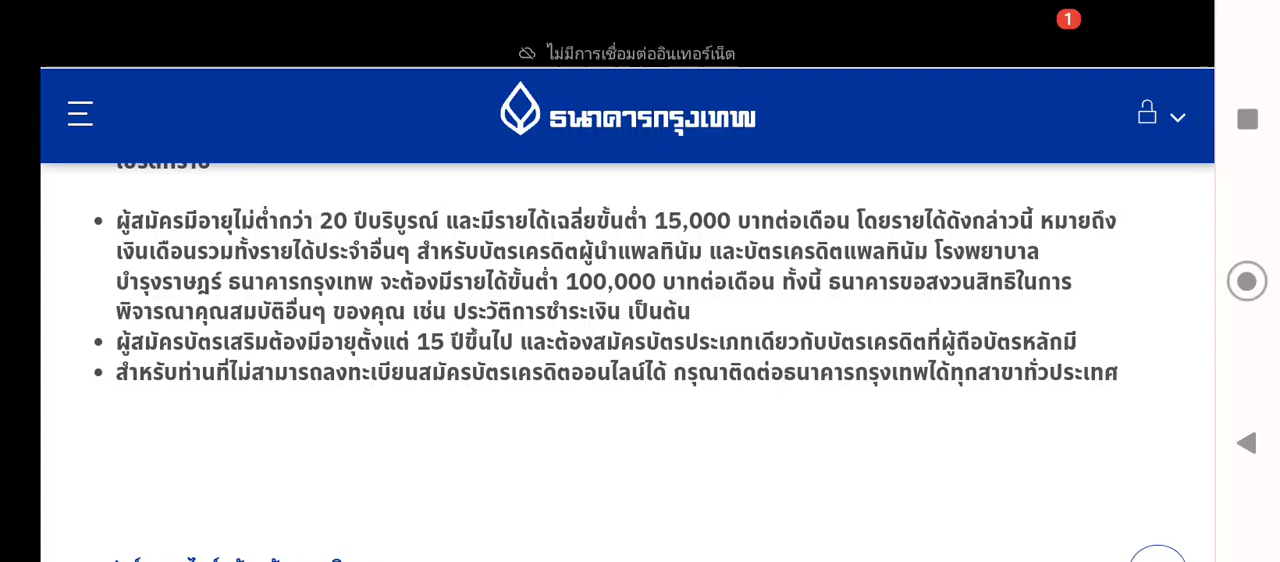 1
ไม่มีการเชื่อมต่ออินเทอร์เน็ต
ธนาคารกรุงเทพ
ผู้สมัครมีอายุไม่ต่ำกว่า 20 ปีบริบูรณ์ และมีรายได้เฉลี่ยขั้นต่ำ 15,000 บาทต่อเดือน โดยรายได้ดังกล่าวนี้ หมายถึง
เงินเดือนรวมทั้งรายได้ประจำอื่นๆ สำหรับบัตรเครดิตผู้นำแพลทินัม และบัตรเครดิตแพลทินัม โรงพยาบาล
บำรุงราษฎร์ ธนาคารกรุงเทพ จะต้องมีรายได้ขั้นต่ำ 100,000 บาทต่อเดือน ทั้งนี้ ธนาคารขอสงวนสิทธิในการ
พิจารณาคุณสมบัติอื่นๆ ของคุณ เช่น ประวัติการชำระเงิน เป็นต้น
ผู้สมัครบัตรเสริมต้องมีอายุตั้งแต่ 15 ปีขึ้นไป และต้องสมัครบัตรประเภทเดียวกับบัตรเครดิตที่ผู้ถือบัตรหลักมี
สำหรับท่านที่ไม่สามารถลงทะเบียนสมัครบัตรเครดิตออนไลน์ได้ กรุณาติดต่อธนาคารกรุงเทพได้ทุกสาขาทั่วประเทศ